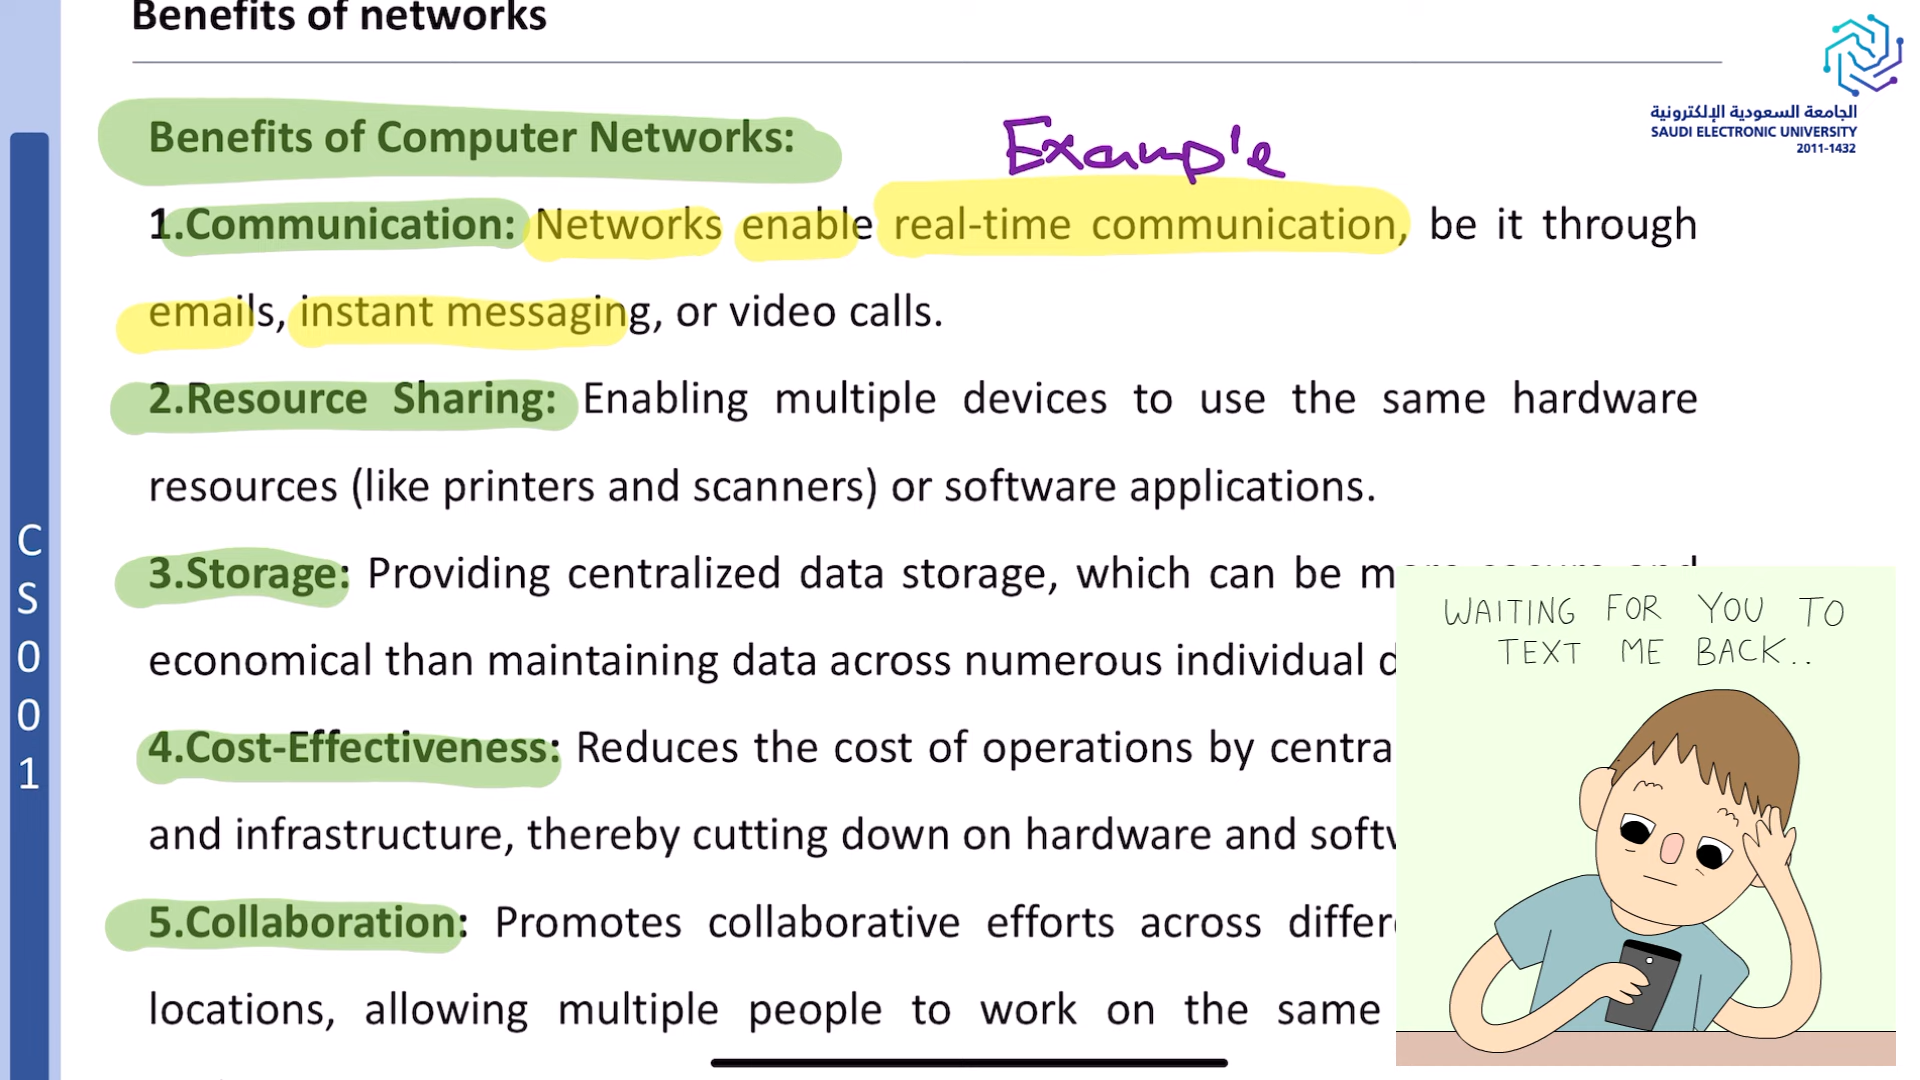 Benefits of networks
الجامعة السعودية الإلكترونية
SAUDI ELECTRONIC UNIVERSITY
2011-1432
Benefits of Computer Networks:
Example
1.Communication: Networks enable real-time communication, be it through
emails, instant messaging, or video calls.
2.Resource Sharing: Enabling multiple devices to use the same hardware
resources (like printers and scanners) or software applications.
3.Storage: Providing centralized data storage, which can be
economical than maintaining data across numerous individual
4.Cost-Effectiveness: Reduces the cost of operations by
and infrastructure, thereby cutting down on hardware and
5.Collaboration: Promotes collaborative efforts across
locations, allowing multiple people to work on the same
CS001
WAITING FOR YOU TO
TEXT ME BACK..